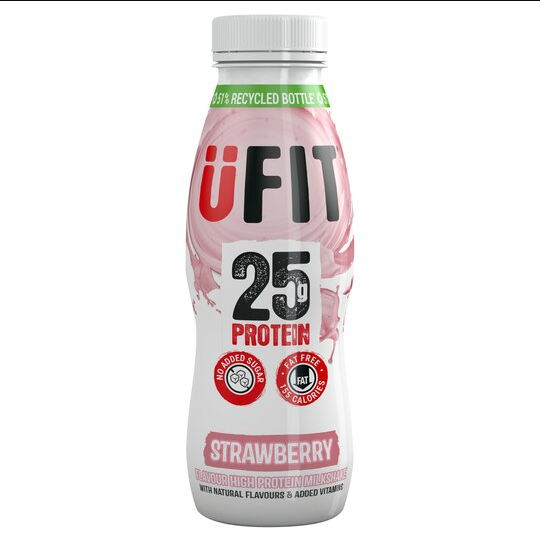 51% RECYCLED BOTTLE
ÜFIT
25g
PROTEIN
NO ADDED SUGAR
FAT FREE
FAT
155 CALORIES
STRAWBERRY
FLAVOUR HIGH PROTEIN MILKSHAKE
WITH NATURAL FLAVOURS & ADDED VITAMINS